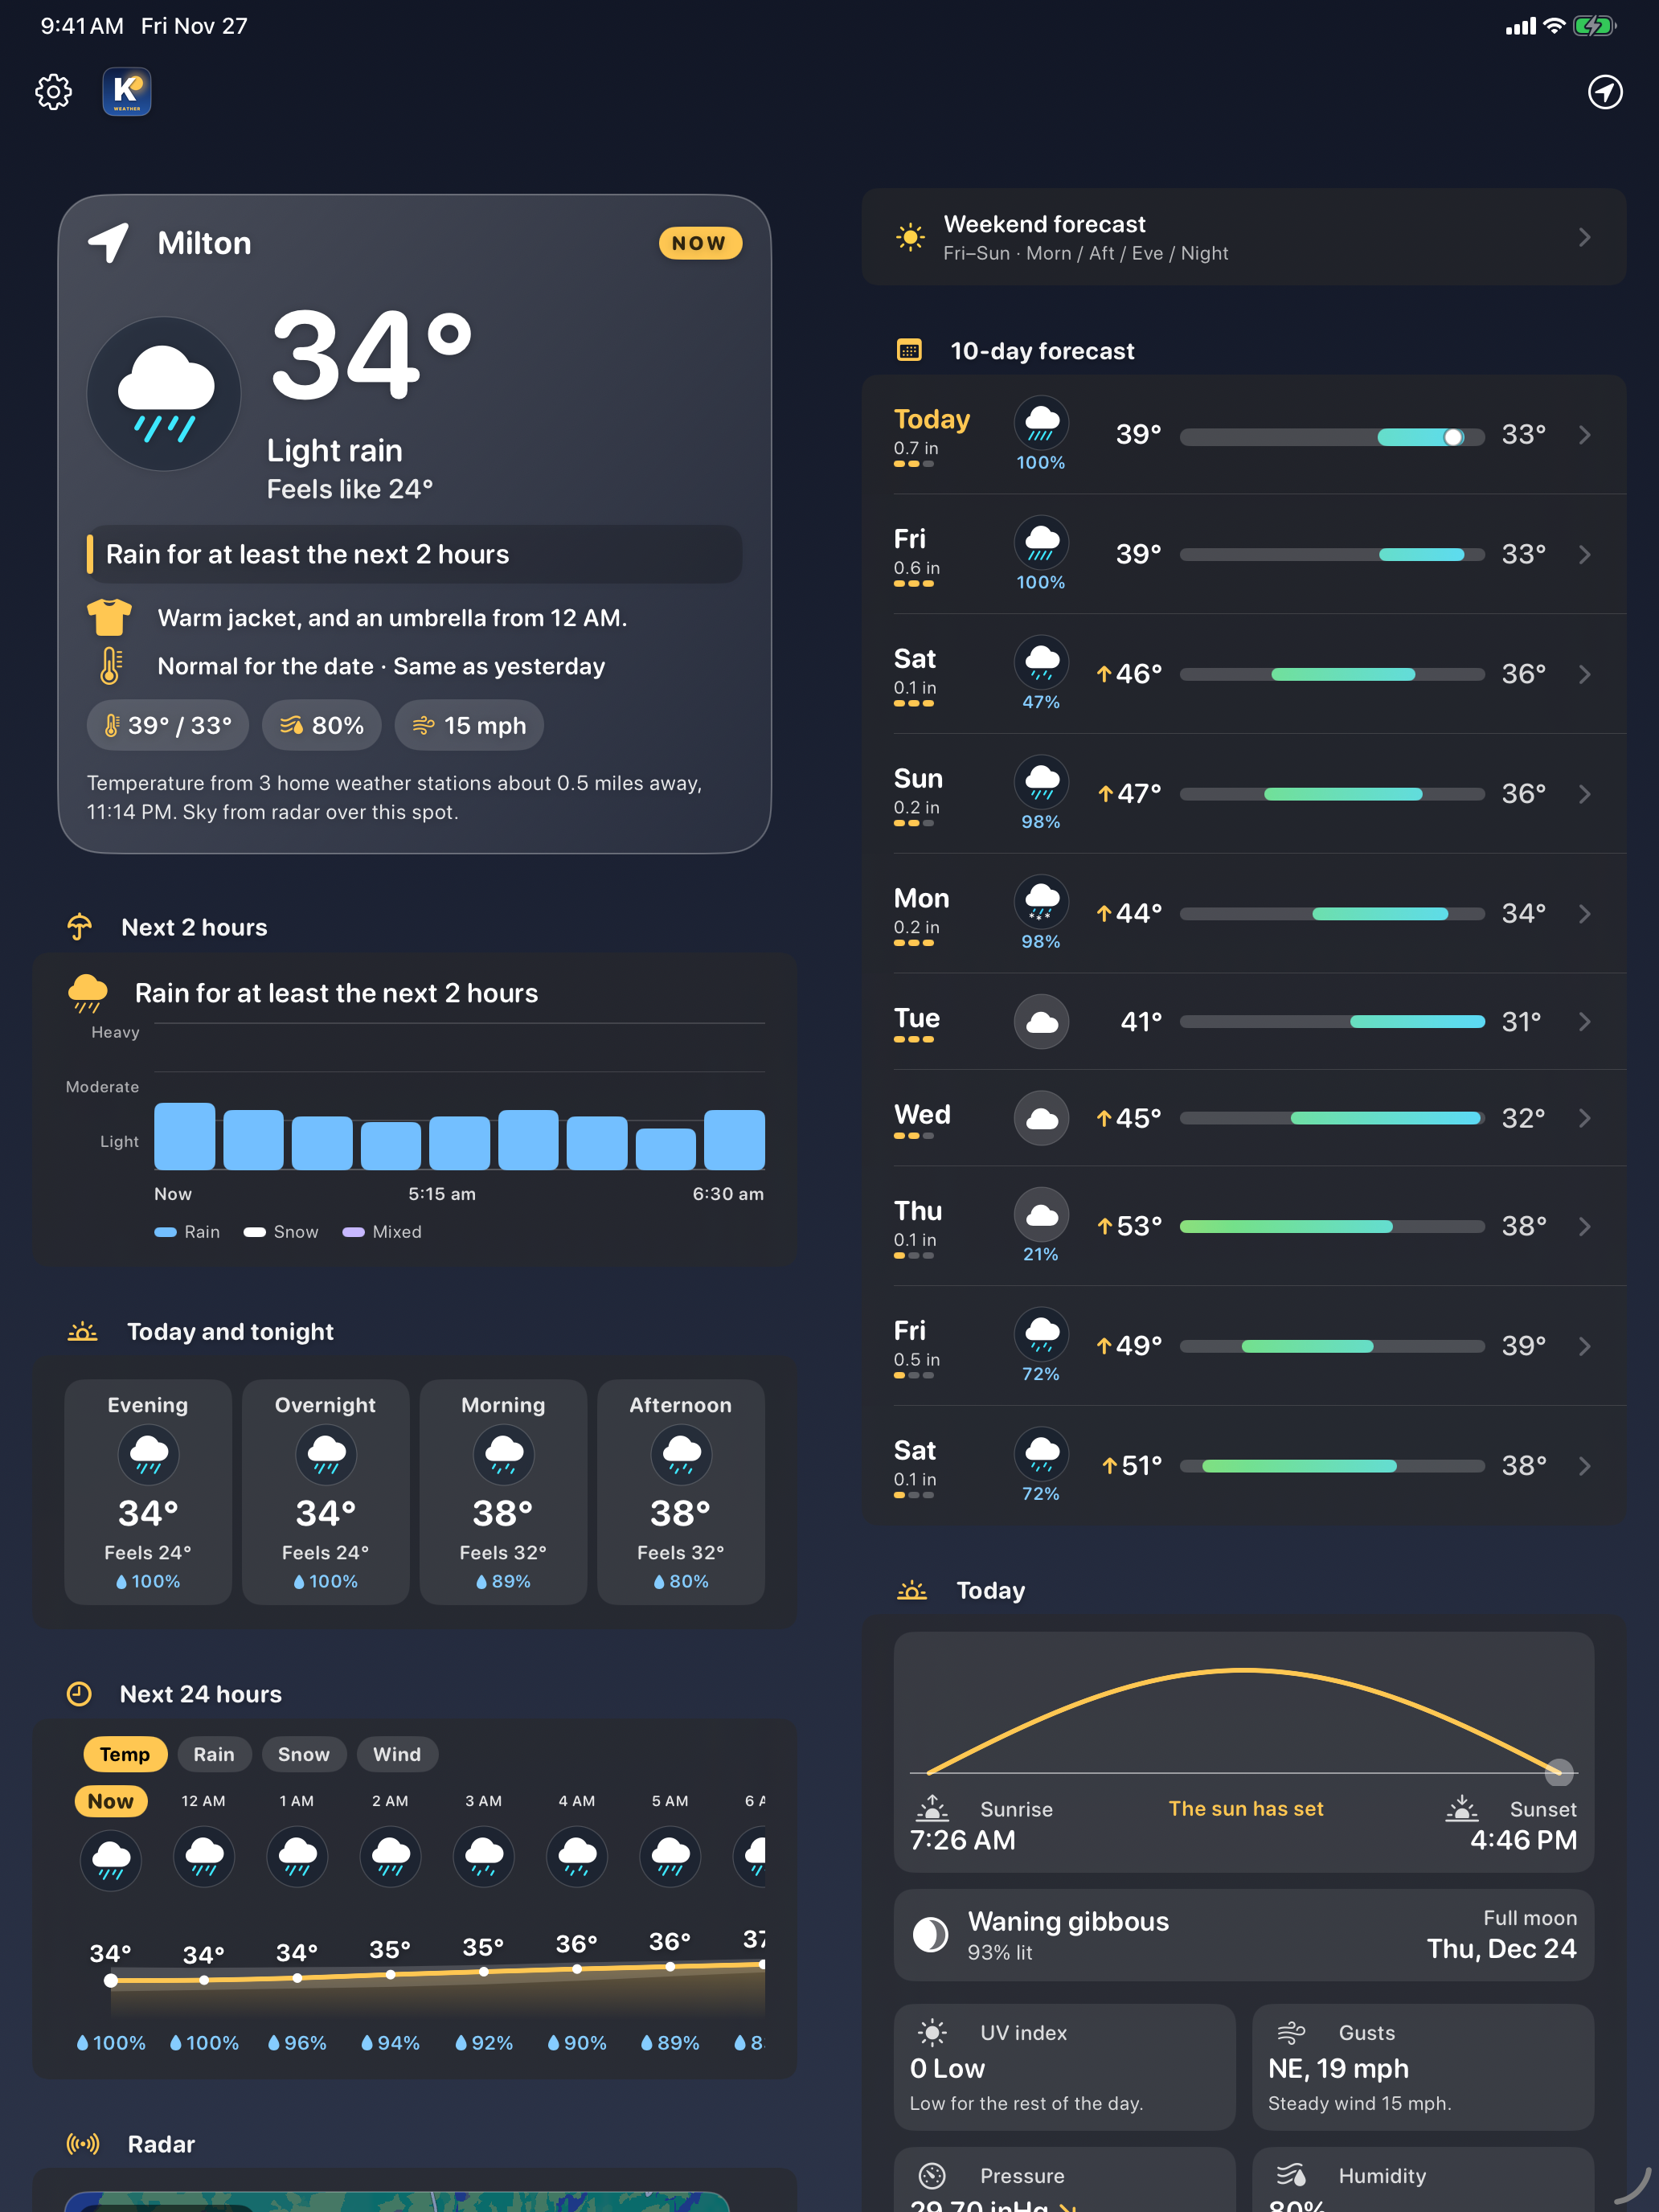 9:41 AM Fri Nov 27
K
WEATHER
Milton
NOW
34°
Light rain
Feels like 24°
Rain for at least the next 2 hours
Warm jacket, and an umbrella from 12 AM.
Normal for the date · Same as yesterday
39° / 33°
80%
15 mph
Temperature from 3 home weather stations about 0.5 miles away,
11:14 PM. Sky from radar over this spot.
Next 2 hours
Rain for at least the next 2 hours
Heavy
Moderate
Light
Now 5:15 am 6:30 am
Rain Snow Mixed
Today and tonight
Evening Overnight Morning Afternoon
34° 34° 38° 38°
Feels 24° Feels 24° Feels 32° Feels 32°
100% 100% 89% 80%
Next 24 hours
Temp Rain Snow Wind
Now 12 AM 1 AM 2 AM 3 AM 4 AM 5 AM 6 A
34° 34° 34° 35° 35° 36° 36° 37
100% 100% 96% 94% 92% 90% 89% 8
Radar
Weekend forecast
Fri–Sun · Morn / Aft / Eve / Night
10-day forecast
Today 39° 33°
0.7 in
100%
Fri 39° 33°
0.6 in
100%
Sat 46° 36°
0.1 in
47%
Sun 47° 36°
0.2 in
98%
Mon 44° 34°
0.2 in
98%
Tue 41° 31°
Wed 45° 32°
Thu 53° 38°
0.1 in
21%
Fri 49° 39°
0.5 in
72%
Sat 51° 38°
0.1 in
72%
Today
Sunrise The sun has set Sunset
7:26 AM 4:46 PM
Waning gibbous
93% lit
Full moon
Thu, Dec 24
UV index
0 Low
Low for the rest of the day.
Gusts
NE, 19 mph
Steady wind 15 mph.
Pressure
29.70 inHg
Humidity
80%